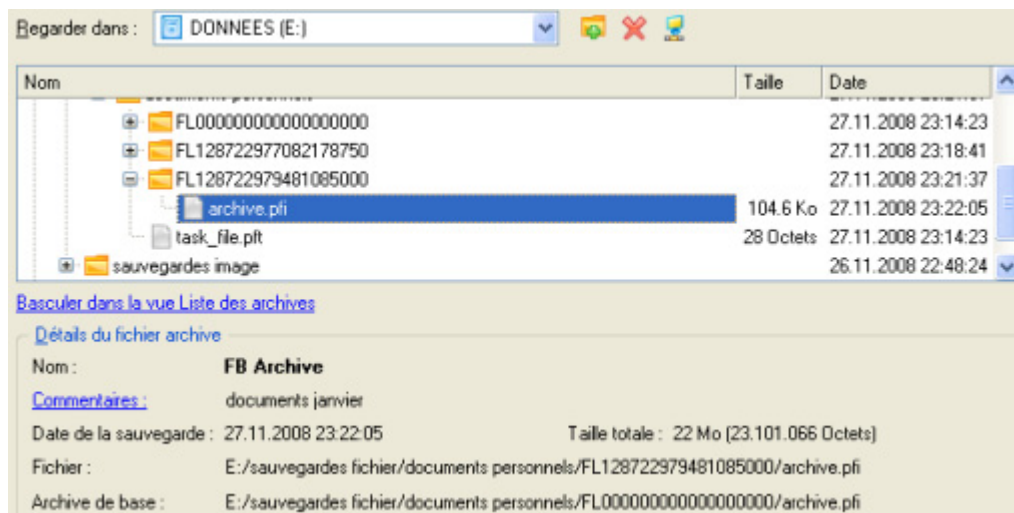 Regarder dans : DONNEES (E:)
Nom Taille Date
FL000000000000000000 27.11.2008 23:14:23
FL128722977082178750 27.11.2008 23:18:41
FL128722979481085000 27.11.2008 23:21:37
archive.pfi 104.6 Ko 27.11.2008 23:22:05
task_file.pft 28 Octets 27.11.2008 23:14:23
sauvegardes image 26.11.2008 22:48:24
Basculer dans la vue Liste des archives
Détails du fichier archive
Nom : FB Archive
Commentaires : documents janvier
Date de la sauvegarde : 27.11.2008 23:22:05 Taille totale : 22 Mo (23.101.066 Octets)
Fichier : E:/sauvegardes fichier/documents personnels/FL128722979481085000/archive.pfi
Archive de base : E:/sauvegardes fichier/documents personnels/FL000000000000000000/archive.pfi